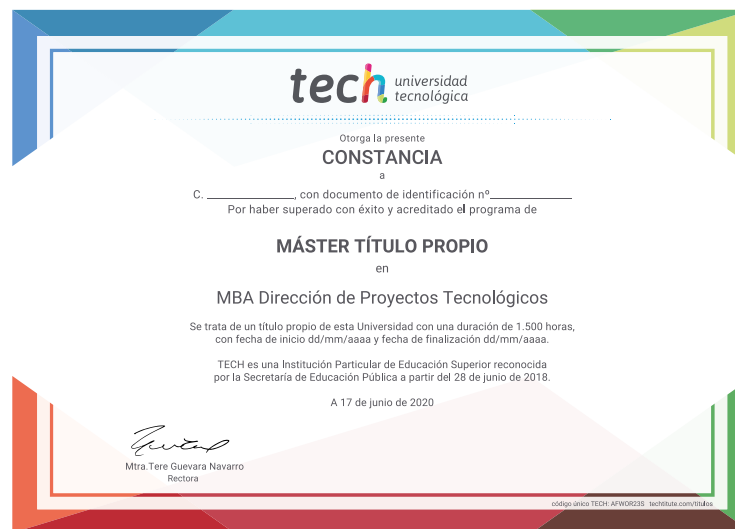 tech universidad
tecnológica
Otorga la presente
CONSTANCIA
a
C. ________________, con documento de identificación nº______________
Por haber superado con éxito y acreditado el programa de
MÁSTER TÍTULO PROPIO
en
MBA Dirección de Proyectos Tecnológicos
Se trata de un título propio de esta Universidad con una duración de 1.500 horas,
con fecha de inicio dd/mm/aaaa y fecha de finalización dd/mm/aaaa.
TECH es una Institución Particular de Educación Superior reconocida
por la Secretaría de Educación Pública a partir del 28 de junio de 2018.
A 17 de junio de 2020
Mtra.Tere Guevara Navarro
Rectora
código único TECH: AFWOR23S techtitute.com/títulos